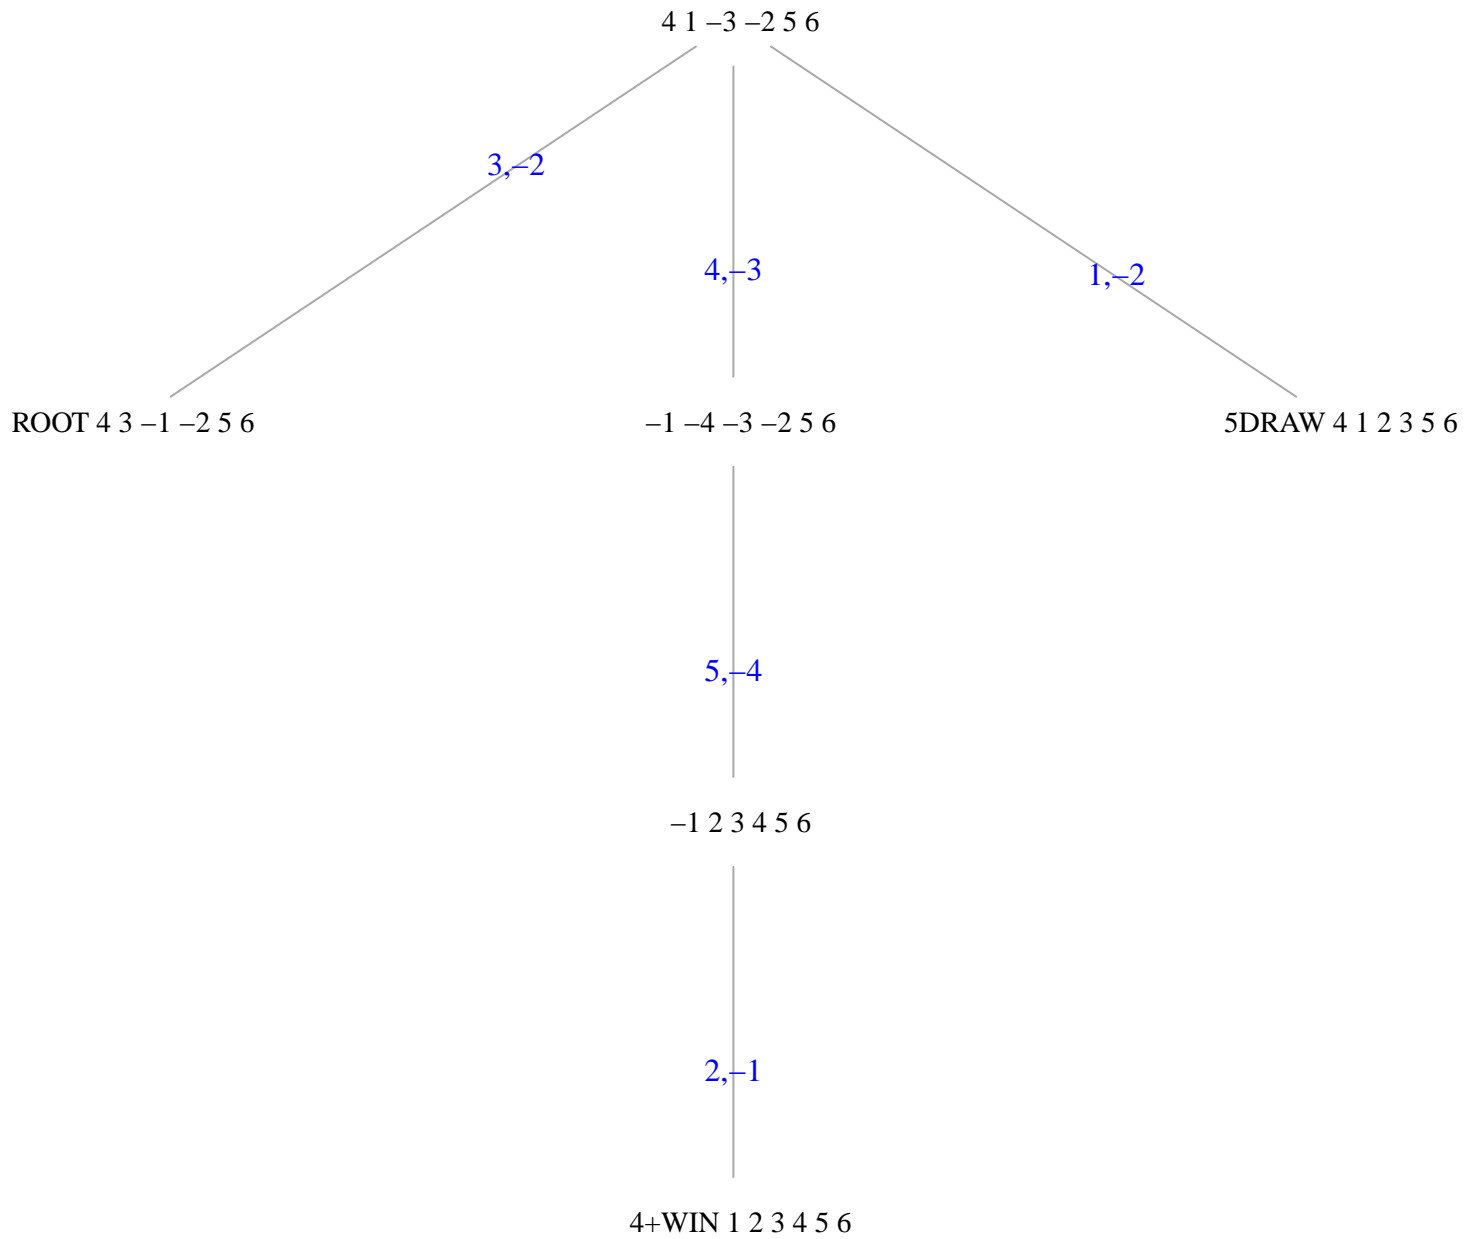 4 1 –3 –2 5 6
3,–2
4,–3
1,–2
ROOT 4 3 –1 –2 5 6
–1 –4 –3 –2 5 6
5DRAW 4 1 2 3 5 6
5,–4
–1 2 3 4 5 6
2,–1
4+WIN 1 2 3 4 5 6